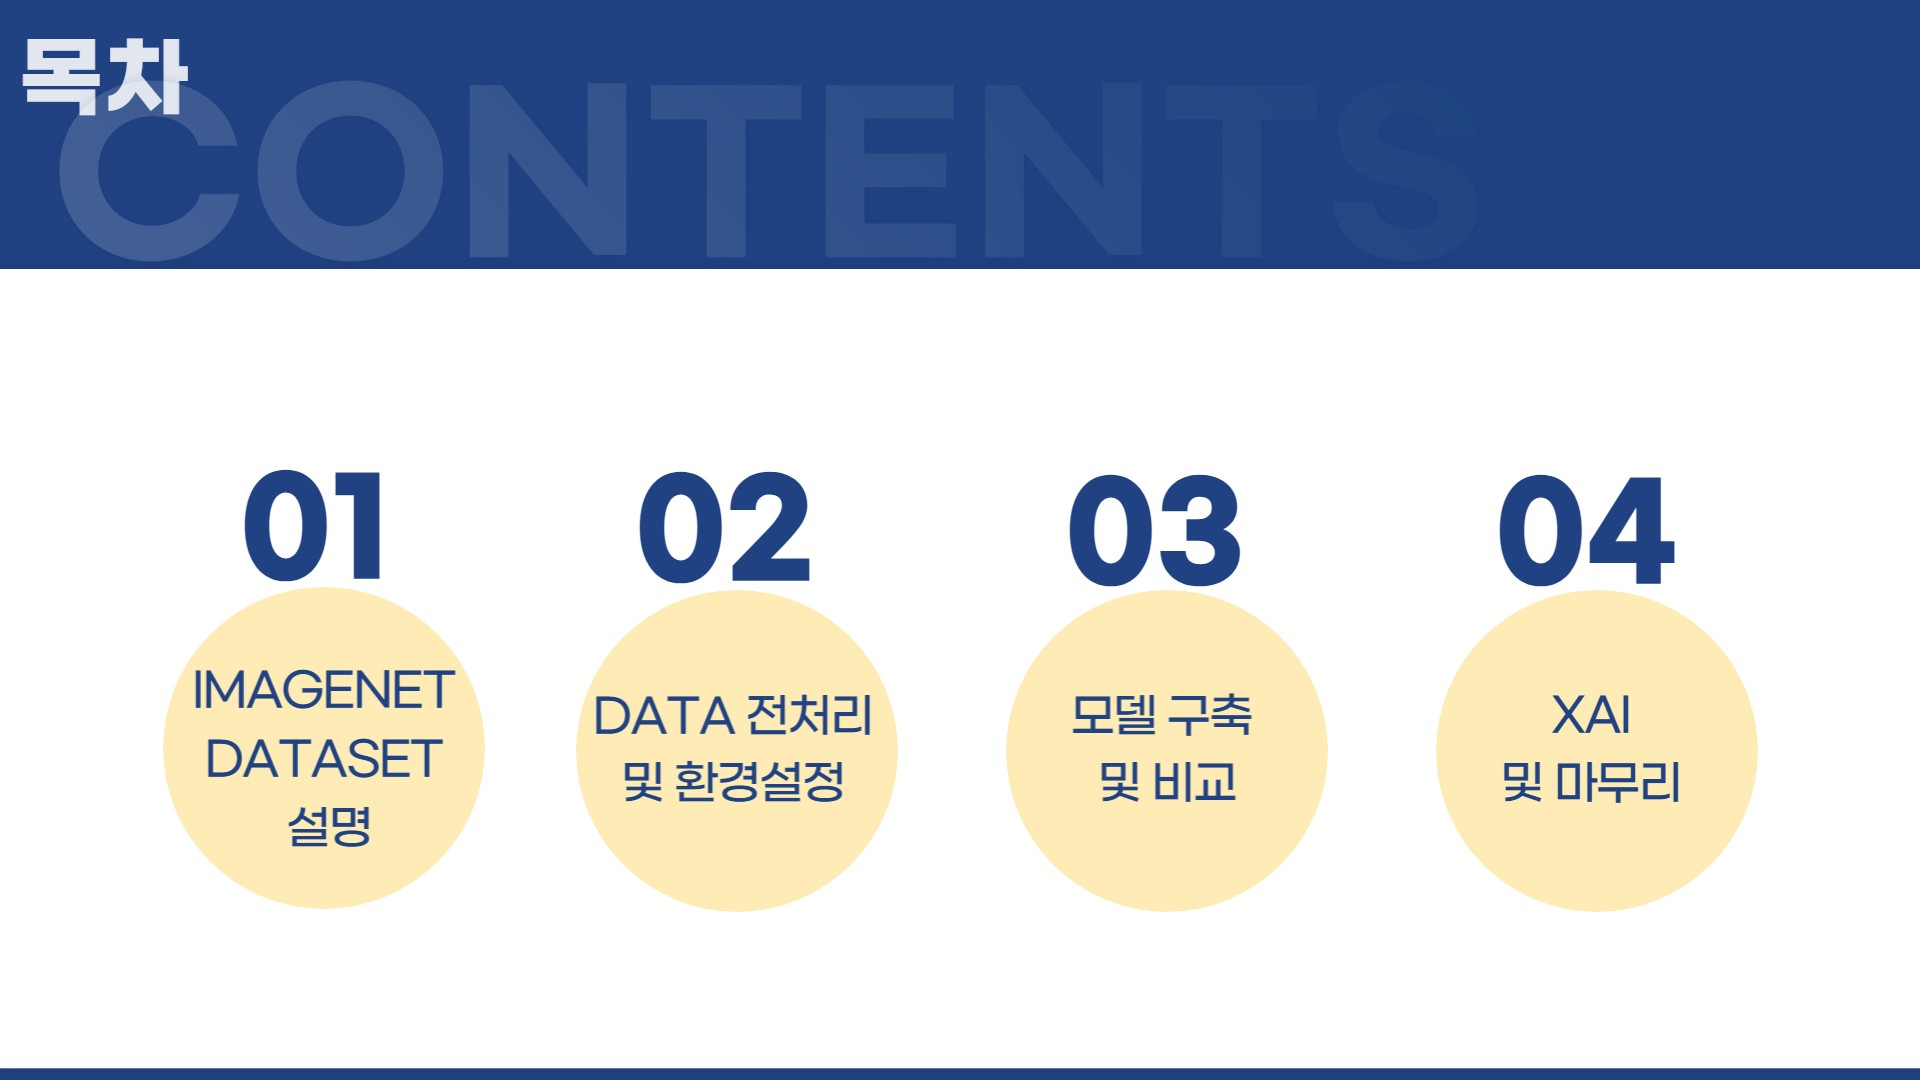 목차
CONTENTS
01
IMAGENET
DATASET
설명
02
DATA 전처리
및 환경설정
03
모델 구축
및 비교
04
XAI
및 마무리